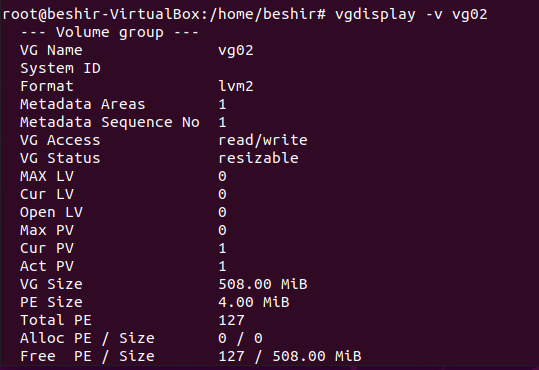 root@beshir-VirtualBox:/home/beshir# vgdisplay -v vg02
--- Volume group ---
VG Name vg02
System ID
Format lvm2
Metadata Areas 1
Metadata Sequence No 1
VG Access read/write
VG Status resizable
MAX LV 0
Cur LV 0
Open LV 0
Max PV 0
Cur PV 1
Act PV 1
VG Size 508.00 MiB
PE Size 4.00 MiB
Total PE 127
Alloc PE / Size 0 / 0
Free PE / Size 127 / 508.00 MiB